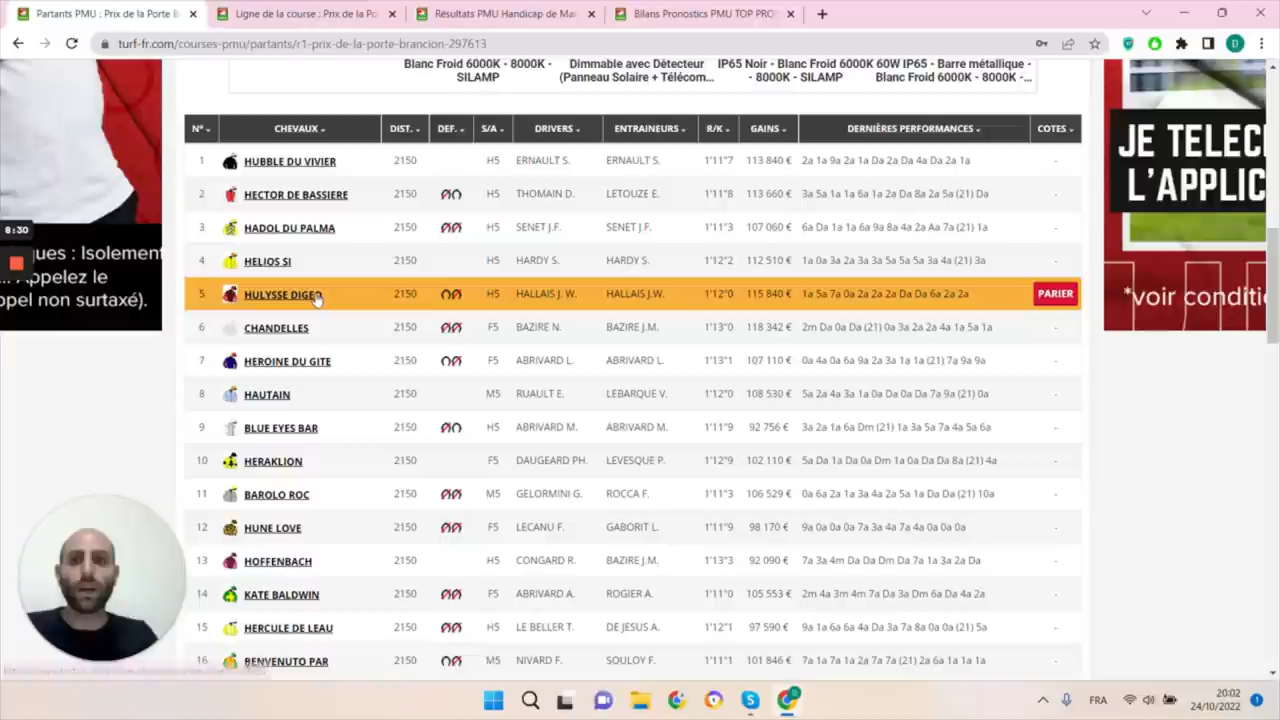 Partants PMU : Prix de la Porte B
Ligne de la course : Prix de la Po
Résultats PMU Handicap de Ma
Bilans Pronostics PMU TOP PRO
turf-fr.com/courses-pmu/partants/r1-prix-de-la-porte-brancion-297613
D
Blanc Froid 6000K - 8000K - SILAMP
Dimmable avec Détecteur (Panneau Solaire + Télécom...
IP65 Noir - Blanc Froid 6000K - 8000K - SILAMP
60W IP65 - Barre métallique - Blanc Froid 6000K - 8000K -...
N° CHEVAUX DIST. DEF. S/A DRIVERS ENTRAINEURS R/K GAINS DERNIÈRES PERFORMANCES COTES
1 HUBBLE DU VIVIER 2150 H5 ERNAULT S. ERNAULT S. 1'11"7 113 840 € 2a 1a 9a 2a 1a Da 2a Da 4a Da 2a 1a -
2 HECTOR DE BASSIERE 2150 H5 THOMAIN D. LETOUZE E. 1'11"8 113 660 € 3a 5a 1a 1a 6a 1a 2a Da 8a 2a 5a (21) Da -
3 HADOL DU PALMA 2150 H5 SENET J.F. SENET J.F. 1'11"3 107 060 € 6a Da 1a 1a 6a 9a 8a 4a 2a Aa 7a (21) 1a -
4 HELIOS SI 2150 H5 HARDY S. HARDY S. 1'12"2 112 510 € 1a 0a 3a 2a 3a 3a 5a 5a 5a 3a 4a (21) 3a -
5 HULYSSE DIGEO 2150 H5 HALLAIS J. W. HALLAIS J.W. 1'12"0 115 840 € 1a 5a 7a 0a 2a 2a 2a Da Da 6a 2a 2a PARIER
6 CHANDELLES 2150 F5 BAZIRE N. BAZIRE J.M. 1'13"0 118 342 € 2m Da 0a Da (21) 0a 3a 2a 2a 4a 1a 5a 1a -
7 HEROINE DU GITE 2150 F5 ABRIVARD L. ABRIVARD L. 1'13"1 107 110 € 0a 4a 0a 6a 9a 2a 3a 1a 1a (21) 7a 9a 9a -
8 HAUTAIN 2150 M5 RUAULT E. LEBARQUE V. 1'12"0 108 530 € 5a 2a 4a 3a 1a 0a Da 0a Da 7a 9a (21) 0a -
9 BLUE EYES BAR 2150 H5 ABRIVARD M. ABRIVARD M. 1'11"9 92 756 € 3a 2a 1a 6a Dm (21) 1a 3a 5a 7a 4a 5a 6a -
10 HERAKLION 2150 F5 DAUGEARD PH. LEVESQUE P. 1'12"9 102 110 € 5a Da 1a Da 0a Dm 1a 0a Da Da 8a (21) 4a -
11 BAROLO ROC 2150 M5 GELORMINI G. ROCCA F. 1'11"3 106 529 € 0a 6a 2a 1a 3a 4a 2a 5a 1a Da (21) 10a -
12 HUNE LOVE 2150 F5 LECANU F. GABORIT L. 1'11"9 98 170 € 9a 0a 0a 0a 7a 3a 4a 7a 4a 0a 0a 0a -
13 HOFFENBACH 2150 H5 CONGARD R. BAZIRE J.M. 1'13"3 92 090 € 7a 3a 4m Da Da Dm Da 7a 1a 3a 2a Da -
14 KATE BALDWIN 2150 F5 ABRIVARD A. ROGIER A. 1'11"0 105 553 € 2m 4a 3m 4m 7a Da 3a Dm 6a Da 4a 2a -
15 HERCULE DE LEAU 2150 H5 LE BELLER T. DE JESUS A. 1'12"1 97 590 € 9a 1a 6a 6a 4a Da 3a 7a 8a 0a 0a (21) 5a -
16 BENVENUTO PAR 2150 M5 NIVARD F. SOULOY F. 1'11"1 101 846 € 7a 1a 7a 1a 2a 7a 7a (21) 2a 6a 1a 1a 1a -
8:30
ques : Isolement
Appelez le
ppel non surtaxé).
JE TELEC
L'APPLIC
*voir conditi
FRA
20:02
24/10/2022